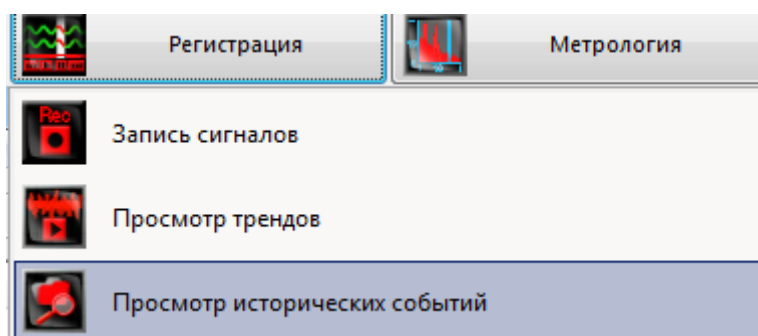 Регистрация
Метрология
Rec
Запись сигналов
Просмотр трендов
Просмотр исторических событий